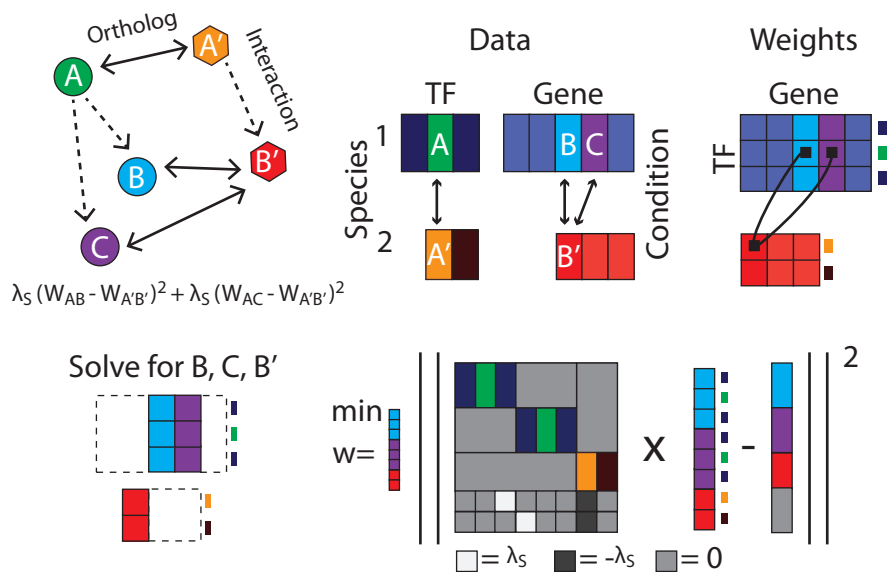 Ortholog
Interaction
A
A'
B
B'
C
λS (WAB - WA'B')2 + λS (WAC - WA'B')2
Data
TF
Gene
Species
1
A
B
C
2
A'
B'
Condition
Weights
Gene
TF
Solve for B, C, B'
min
w=
x
-
2
= λS
= -λS
= 0